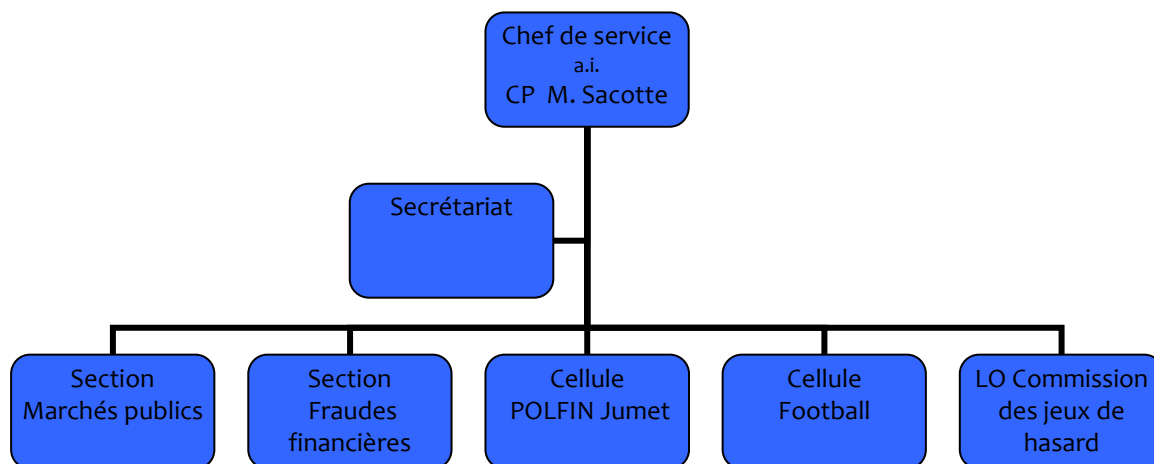 Chef de service
a.i.
CP M. Sacotte
Secrétariat
Section
Marchés publics
Section
Fraudes
financières
Cellule
POLFIN Jumet
Cellule
Football
LO Commission
des jeux de
hasard